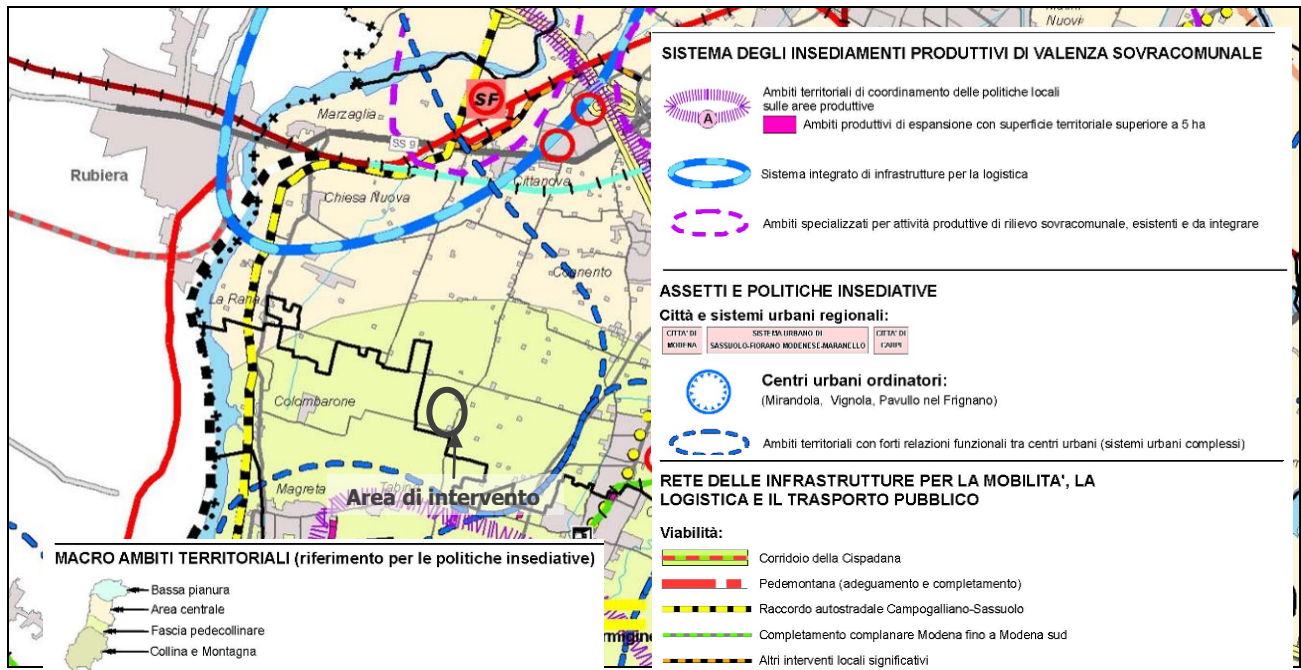 Marzaglia
SF
SS 9
Rubiera
Cittanova
Chiesa Nuova
Cognento
La Rana
Colombarone
Magreta
Area di intervento
MACRO AMBITI TERRITORIALI (riferimento per le politiche insediative)
Bassa pianura
Area centrale
Fascia pedecollinare
Collina e Montagna
Nuovi
SISTEMA DEGLI INSEDIAMENTI PRODUTTIVI DI VALENZA SOVRACOMUNALE
Ambiti territoriali di coordinamento delle politiche locali
sulle aree produttive
A
Ambiti produttivi di espansione con superficie territoriale superiore a 5 ha
Sistema integrato di infrastrutture per la logistica
Ambiti specializzati per attività produttive di rilievo sovracomunale, esistenti e da integrare
ASSETTI E POLITICHE INSEDIATIVE
Città e sistemi urbani regionali:
CITTA' DI
MODENA
SISTEMA URBANO DI
SASSUOLO-FIORANO MODENESE-MARANELLO
CITTA' DI
CARPI
Centri urbani ordinatori:
(Mirandola, Vignola, Pavullo nel Frignano)
Ambiti territoriali con forti relazioni funzionali tra centri urbani (sistemi urbani complessi)
RETE DELLE INFRASTRUTTURE PER LA MOBILITA', LA
LOGISTICA E IL TRASPORTO PUBBLICO
Viabilità:
Corridoio della Cispadana
Pedemontana (adeguamento e completamento)
Raccordo autostradale Campogalliano-Sassuolo
Completamento complanare Modena fino a Modena sud
Altri interventi locali significativi